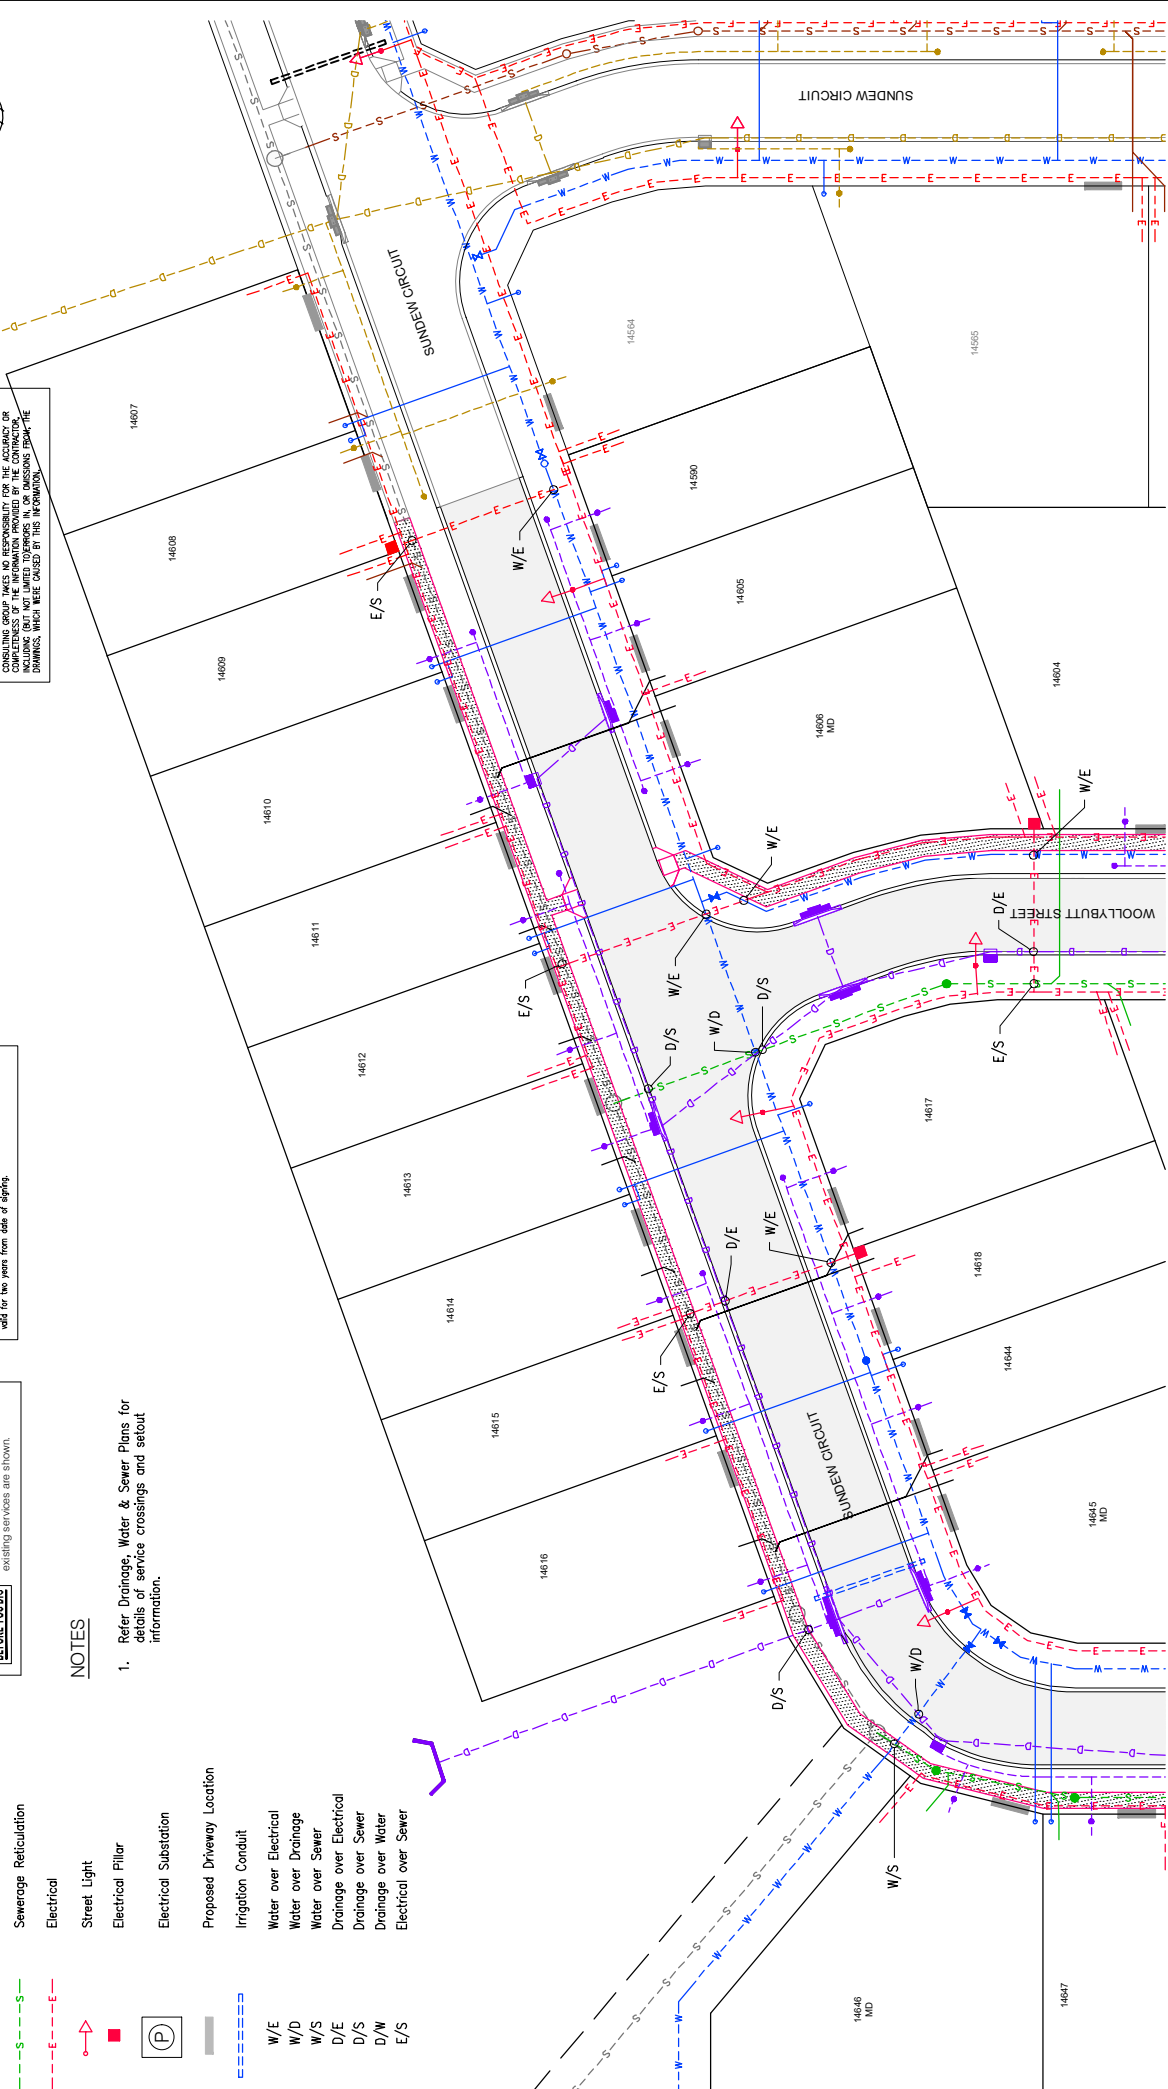 CONSULTING GROUP TAKES NO RESPONSIBILITY FOR THE ACCURACY OR
COMPLETENESS OF THE INFORMATION PROVIDED BY THE CONTRACTOR,
INCLUDING (BUT NOT LIMITED TO) ERRORS IN, OR OMISSIONS FROM, THE
DRAWINGS, WHICH WERE CAUSED BY THIS INFORMATION.
valid for two years from date of signing.
existing services are shown.
BEFORE YOU DIG
NOTES
1. Refer Drainage, Water & Sewer Plans for
details of service crossings and setout
information.
Sewerage Reticulation
Electrical
Street Light
Electrical Pillar
P Electrical Substation
Proposed Driveway Location
Irrigation Conduit
W/E Water over Electrical
W/D Water over Drainage
W/S Water over Sewer
D/E Drainage over Electrical
D/S Drainage over Sewer
D/W Drainage over Water
E/S Electrical over Sewer
SUNDEW CIRCUIT
SUNDEW CIRCUIT
SUNDEW CIRCUIT
WOOLLYBUTT STREET
14607
14608
14609
14610
14611
14612
14613
14614
14615
14616
14564
14565
14590
14605
14606
MD
14604
14617
14618
14644
14645
MD
14646
MD
14647
E/S
W/E
W/E
W/E
E/S
W/E
D/E
D/S
W/D
D/S
E/S
D/E
W/E
E/S
D/S
W/D
W/S